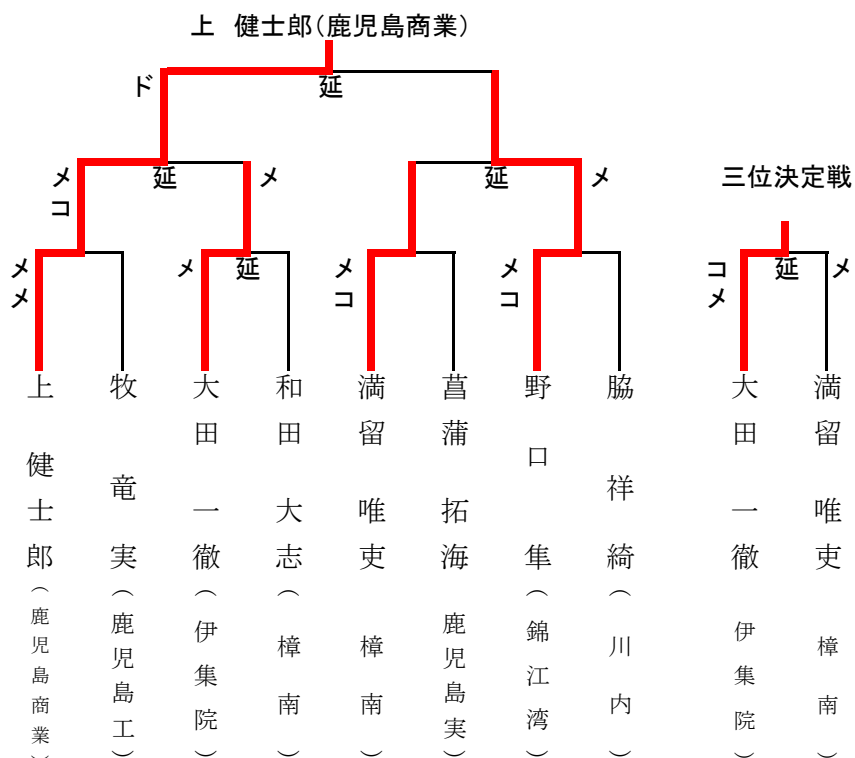 上 健士郎(鹿児島商業)
ド
延
メコ
延
メ
延
メ
三位決定戦
メメ
メ
延
メコ
メコ
コメ
延
メ
上 健士郎(鹿児島商業)
牧 竜実(鹿児島工)
大田 一徹(伊集院)
和田 大志(樟南)
満留 唯吏 樟南)
菖蒲 拓海 鹿児島実)
野口 隼(錦江湾)
脇 祥綺(川内)
大田 一徹 伊集院)
満留 唯吏 樟南)